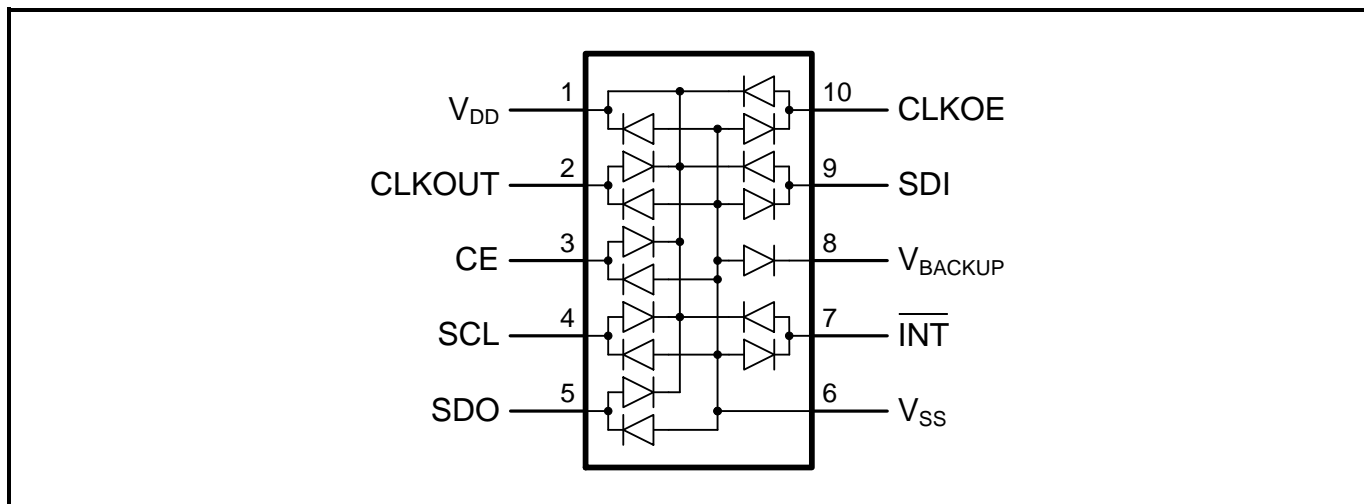 1
V_DD
10
CLKOE
2
CLKOUT
9
SDI
3
CE
8
V_BACKUP
4
SCL
7
I̅N̅T̅
5
SDO
6
V_SS